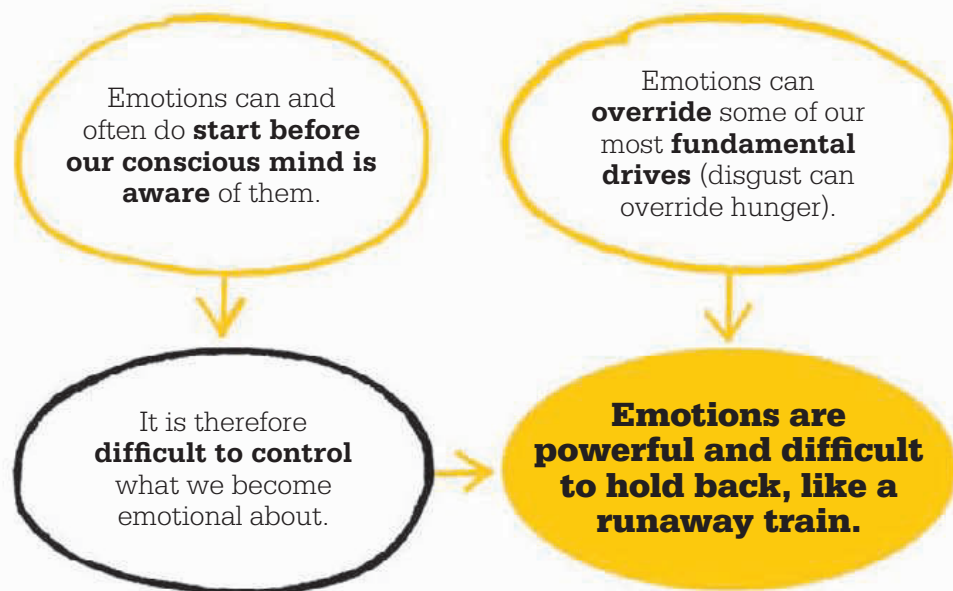 Emotions can and
often do start before
our conscious mind is
aware of them.
Emotions can
override some of our
most fundamental
drives (disgust can
override hunger).
It is therefore
difficult to control
what we become
emotional about.
Emotions are
powerful and difficult
to hold back, like a
runaway train.